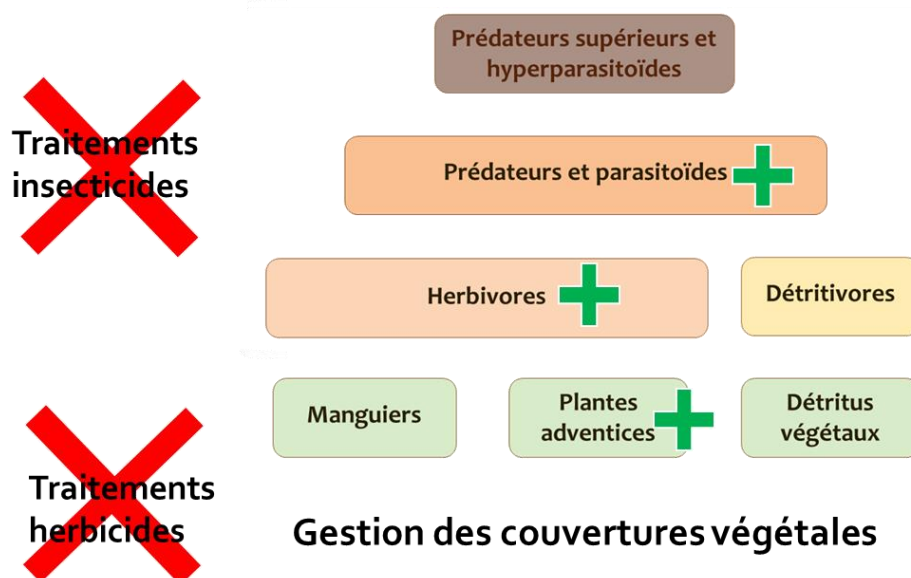 Prédateurs supérieurs et
hyperparasitoïdes
Traitements
insecticides
Prédateurs et parasitoïdes
Herbivores
Détritivores
Manguiers
Plantes
adventices
Détritus
végétaux
Traitements
herbicides
Gestion des couvertures végétales